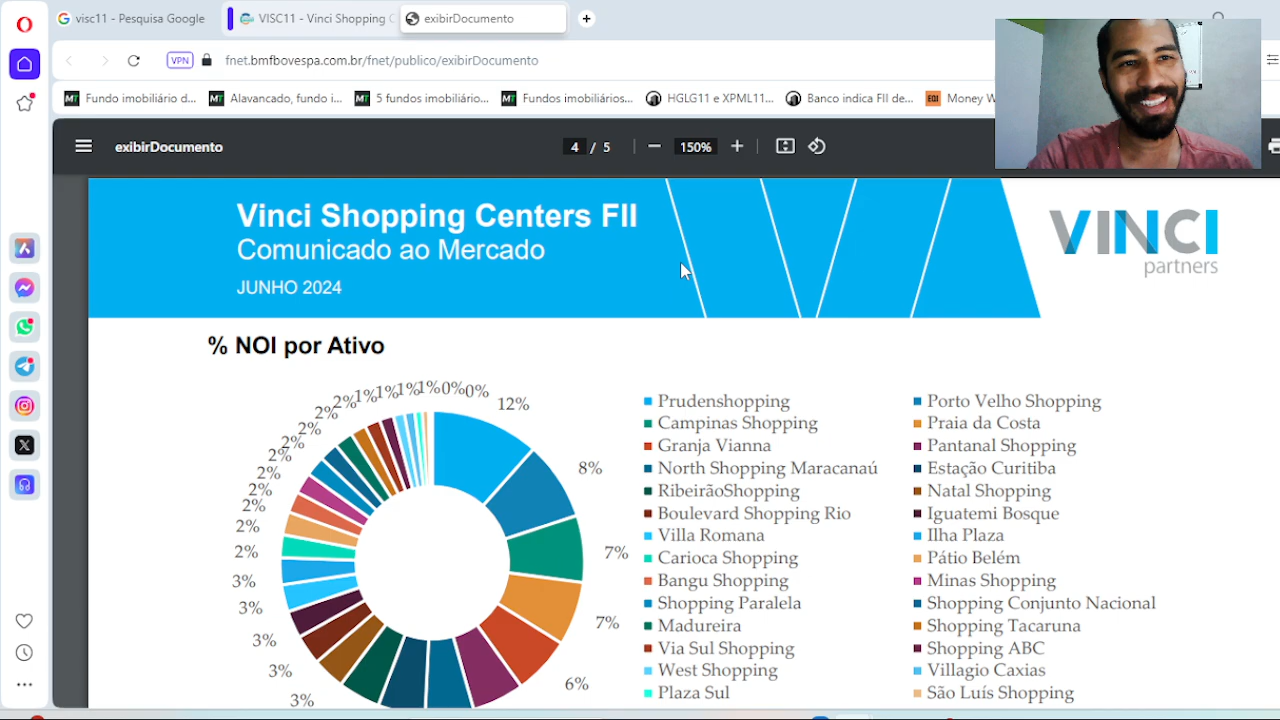 visc11 - Pesquisa Google
VISC11 - Vinci Shopping C
exibirDocumento
VPN
fnet.bmfbovespa.com.br/fnet/publico/exibirDocumento
Fundo imobiliário d...
Alavancado, fundo i...
5 fundos imobiliário...
Fundos imobiliários...
HGLG11 e XPML11...
Banco indica FII de...
EQI
Money W
exibirDocumento
4 / 5
150%
Vinci Shopping Centers FII
Comunicado ao Mercado
JUNHO 2024
VINCI
partners
% NOI por Ativo
2% 2% 1% 1% 1% 1% 0% 0%
12%
8%
7%
7%
6%
2%
2%
2%
2%
2%
2%
2%
2%
3%
3%
3%
3%
3%
Prudenshopping
Porto Velho Shopping
Campinas Shopping
Praia da Costa
Granja Vianna
Pantanal Shopping
North Shopping Maracanaú
Estação Curitiba
RibeirãoShopping
Natal Shopping
Boulevard Shopping Rio
Iguatemi Bosque
Villa Romana
Ilha Plaza
Carioca Shopping
Pátio Belém
Bangu Shopping
Minas Shopping
Shopping Paralela
Shopping Conjunto Nacional
Madureira
Shopping Tacaruna
Via Sul Shopping
Shopping ABC
West Shopping
Villagio Caxias
Plaza Sul
São Luís Shopping